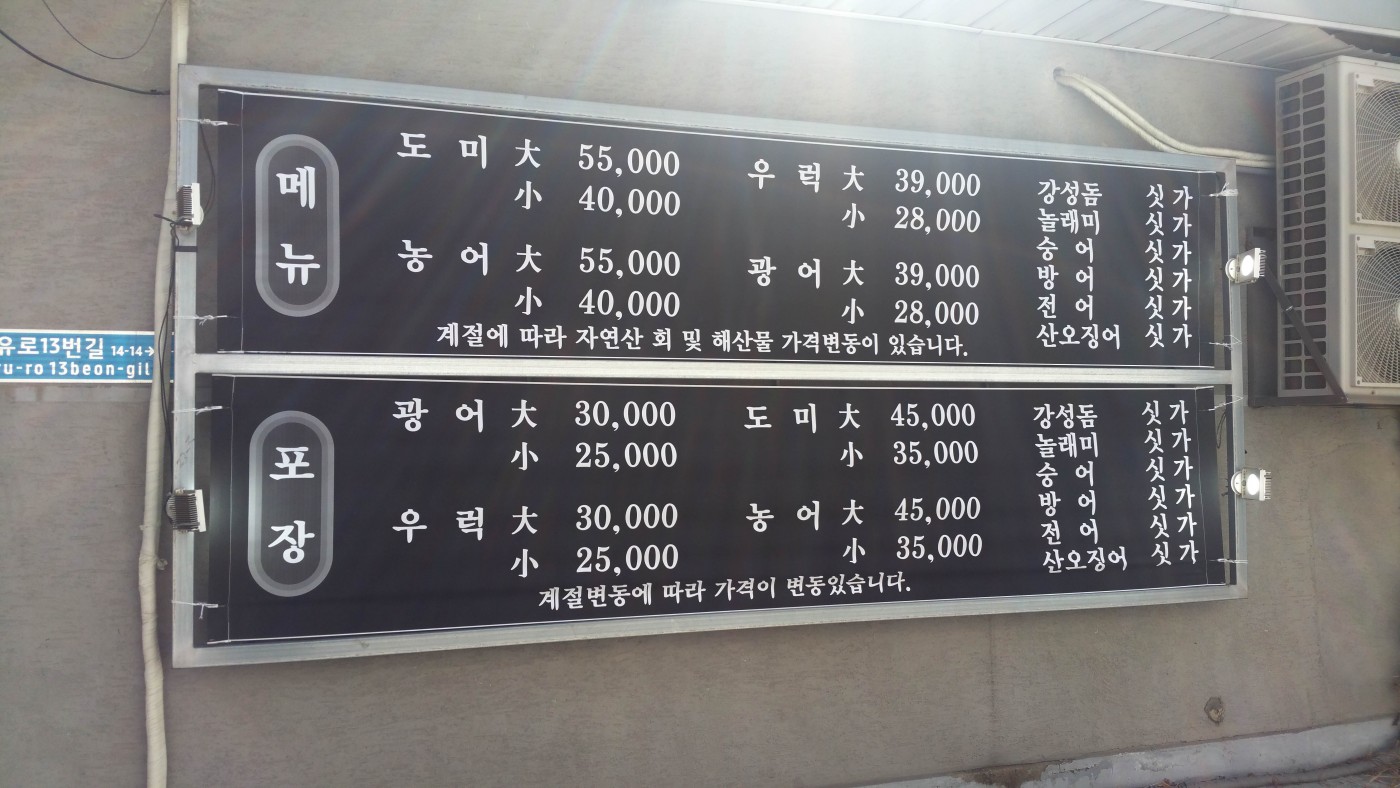 메뉴
도미 大 55,000
小 40,000
농어 大 55,000
小 40,000
우럭 大 39,000
小 28,000
광어 大 39,000
小 28,000
강성돔 싯가
놀래미 싯가
숭어 싯가
방어 싯가
전어 싯가
산오징어 싯가
계절에 따라 자연산 회 및 해산물 가격변동이 있습니다.
포장
광어 大 30,000
小 25,000
우럭 大 30,000
小 25,000
도미 大 45,000
小 35,000
농어 大 45,000
小 35,000
강성돔 싯가
놀래미 싯가
숭어 싯가
방어 싯가
전어 싯가
산오징어 싯가
계절변동에 따라 가격이 변동있습니다.
유로13번길 14-14→
u-ro 13beon-gil